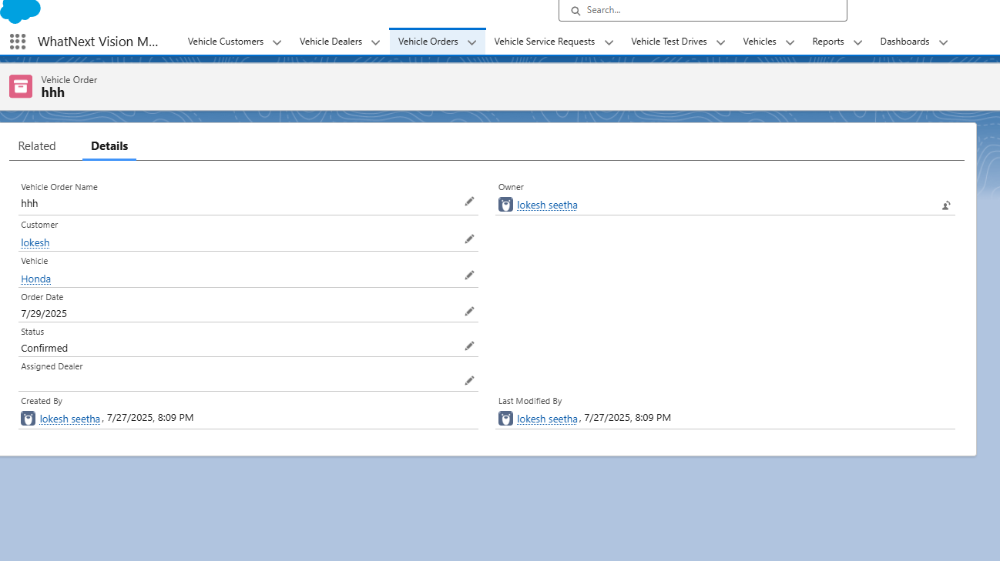 Search...
WhatNext Vision M...
Vehicle Customers
Vehicle Dealers
Vehicle Orders
Vehicle Service Requests
Vehicle Test Drives
Vehicles
Reports
Dashboards
Vehicle Order
hhh
Related
Details
Vehicle Order Name
hhh
Owner
lokesh seetha
Customer
lokesh
Vehicle
Honda
Order Date
7/29/2025
Status
Confirmed
Assigned Dealer
Created By
lokesh seetha, 7/27/2025, 8:09 PM
Last Modified By
lokesh seetha, 7/27/2025, 8:09 PM